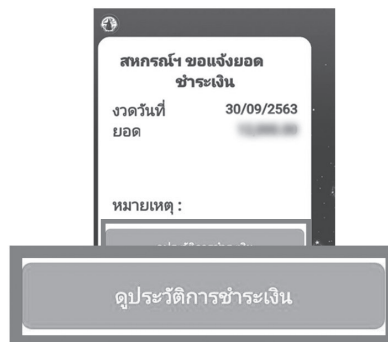 สหกรณ์ฯ ขอแจ้งยอด
ชำระเงิน
งวดวันที่ 30/09/2563
ยอด
หมายเหตุ :
ดูประวัติการชำระเงิน